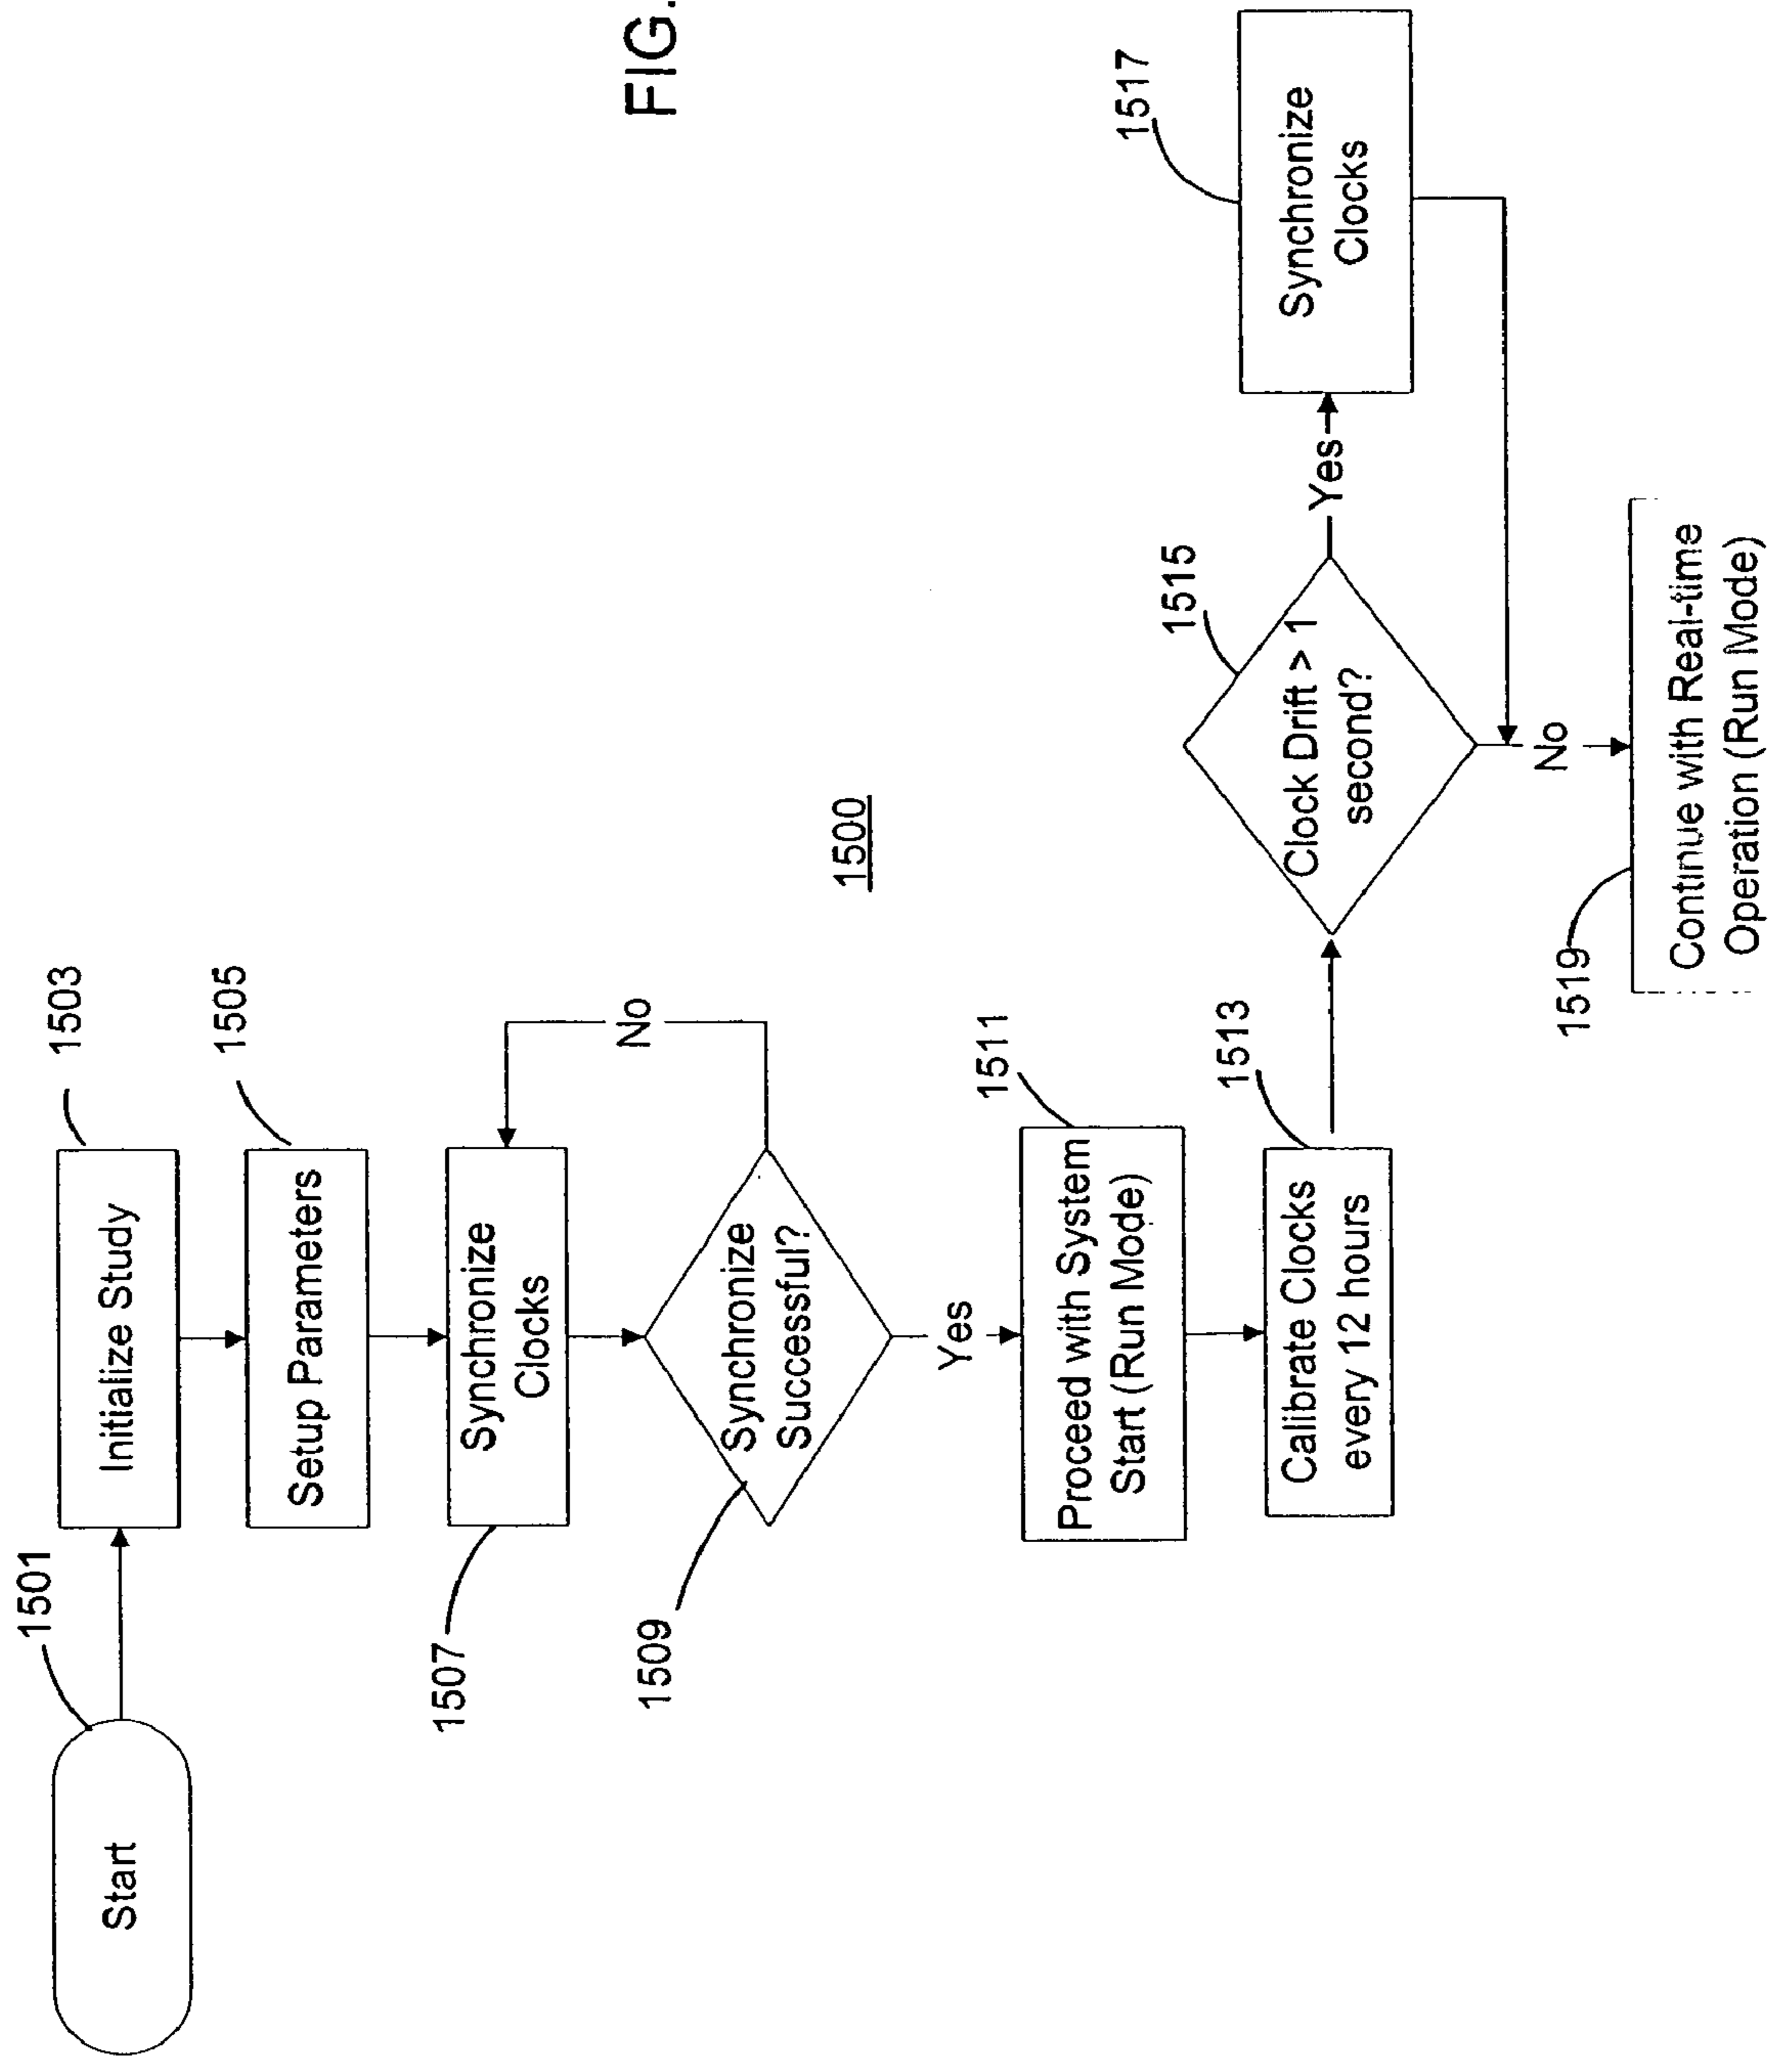 FIG.
1501
Start
1503
Initialize Study
1505
Setup Parameters
1507
Synchronize
Clocks
No
1509
Synchronize
Successful?
Yes
1500
1511
Proceed with System
Start (Run Mode)
1513
Calibrate Clocks
every 12 hours
1515
Clock Drift > 1
second?
Yes
1517
Synchronize
Clocks
No
1519
Continue with Real-time
Operation (Run Mode)